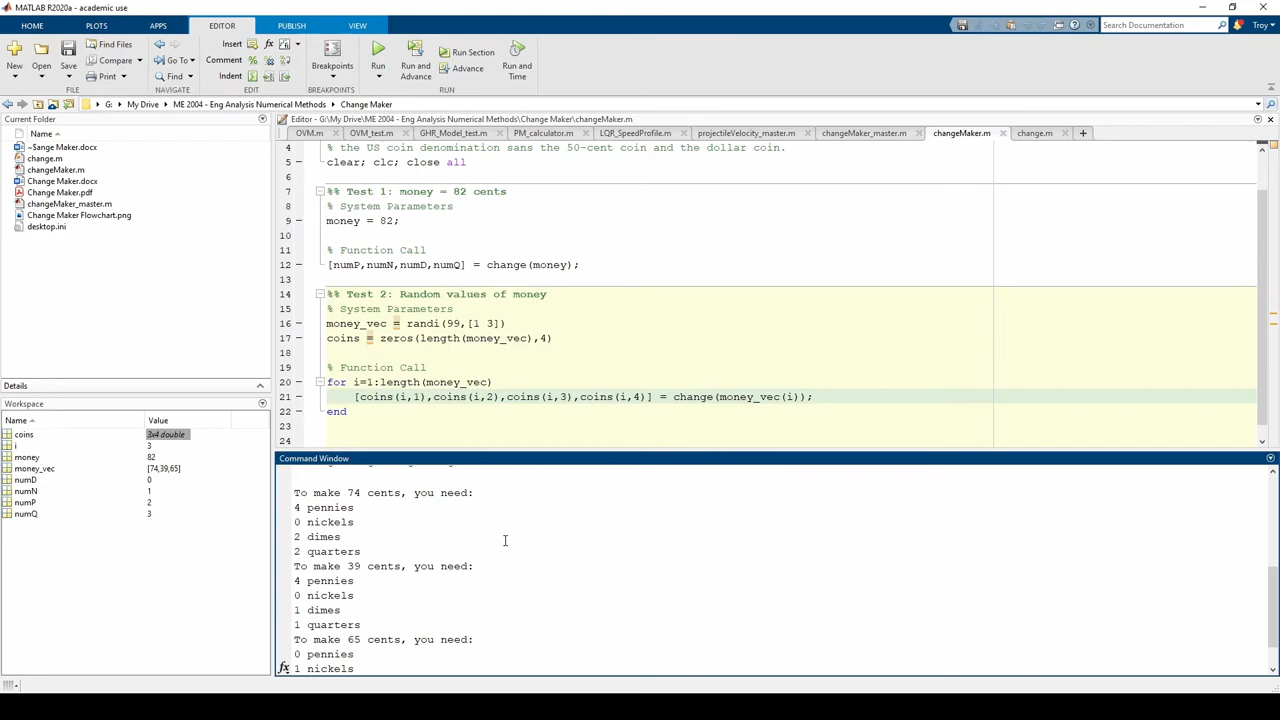 MATLAB R2020a - academic use
HOME PLOTS APPS EDITOR PUBLISH VIEW
Search Documentation
Troy
New Open Save Find Files Compare Print
Go To Find
Insert Comment Indent
Breakpoints
Run Run and Advance Run Section Advance Run and Time
FILE NAVIGATE EDIT BREAKPOINTS RUN
G: My Drive ME 2004 - Eng Analysis Numerical Methods Change Maker
Current Folder
Name
~$ange Maker.docx
change.m
changeMaker.m
Change Maker.docx
Change Maker.pdf
changeMaker_master.m
Change Maker Flowchart.png
desktop.ini
Details
Workspace
Name Value
coins 3x4 double
i 3
money 82
money_vec [74,39,65]
numD 0
numN 1
numP 2
numQ 3
Editor - G:\My Drive\ME 2004 - Eng Analysis Numerical Methods\Change Maker\changeMaker.m
OVM.m OVM_test.m GHR_Model_test.m PM_calculator.m LQR_SpeedProfile.m projectileVelocity_master.m changeMaker_master.m changeMaker.m change.m
4 % the US coin denomination sans the 50-cent coin and the dollar coin.
5 clear; clc; close all
6
7 %% Test 1: money = 82 cents
8 % System Parameters
9 money = 82;
10
11 % Function Call
12 [numP,numN,numD,numQ] = change(money);
13
14 %% Test 2: Random values of money
15 % System Parameters
16 money_vec = randi(99,[1 3])
17 coins = zeros(length(money_vec),4)
18
19 % Function Call
20 for i=1:length(money_vec)
21 [coins(i,1),coins(i,2),coins(i,3),coins(i,4)] = change(money_vec(i));
22 end
23
24
Command Window
To make 74 cents, you need:
4 pennies
0 nickels
2 dimes
2 quarters
To make 39 cents, you need:
4 pennies
0 nickels
1 dimes
1 quarters
To make 65 cents, you need:
0 pennies
fx 1 nickels